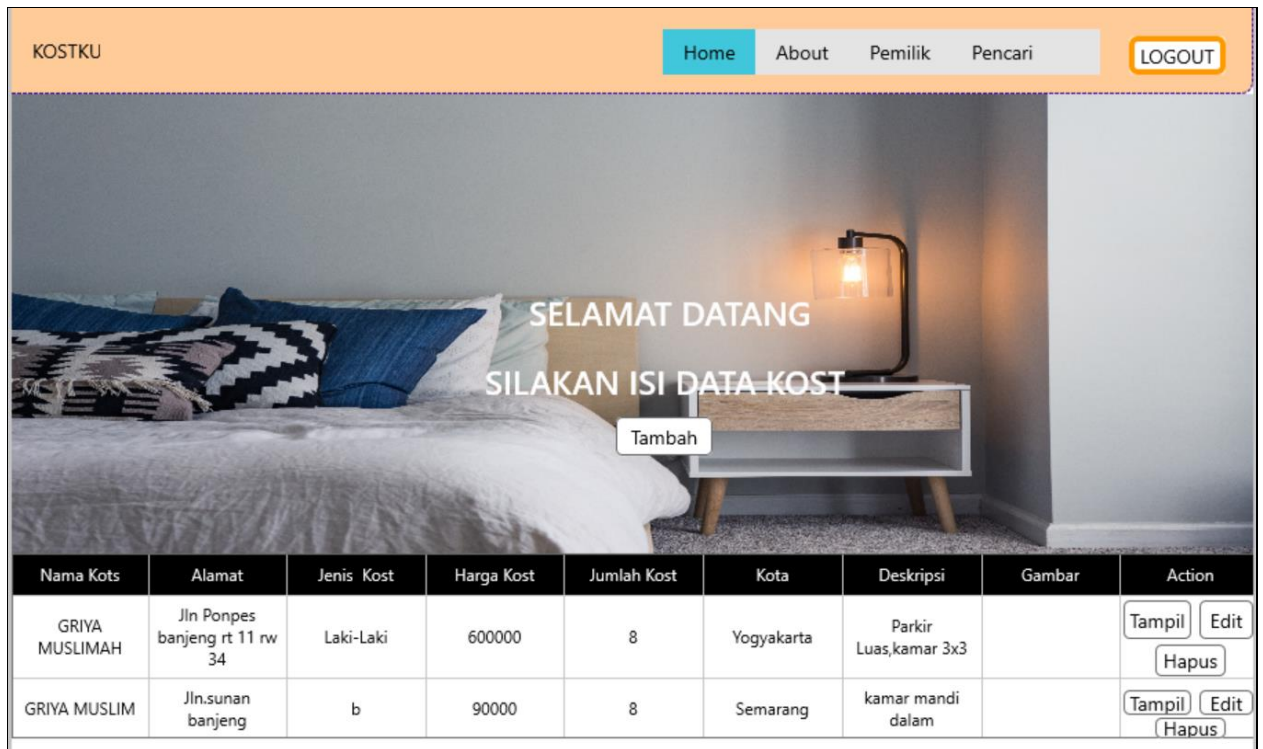 KOSTKU Home About Pemilik Pencari LOGOUT
SELAMAT DATANG
SILAKAN ISI DATA KOST
Tambah
Nama Kots Alamat Jenis Kost Harga Kost Jumlah Kost Kota Deskripsi Gambar Action
GRIYA
MUSLIMAH
Jln Ponpes
banjeng rt 11 rw
34
Laki-Laki
600000
8
Yogyakarta
Parkir
Luas,kamar 3x3
Tampil Edit
Hapus
GRIYA MUSLIM
Jln.sunan
banjeng
b
90000
8
Semarang
kamar mandi
dalam
Tampil Edit
Hapus